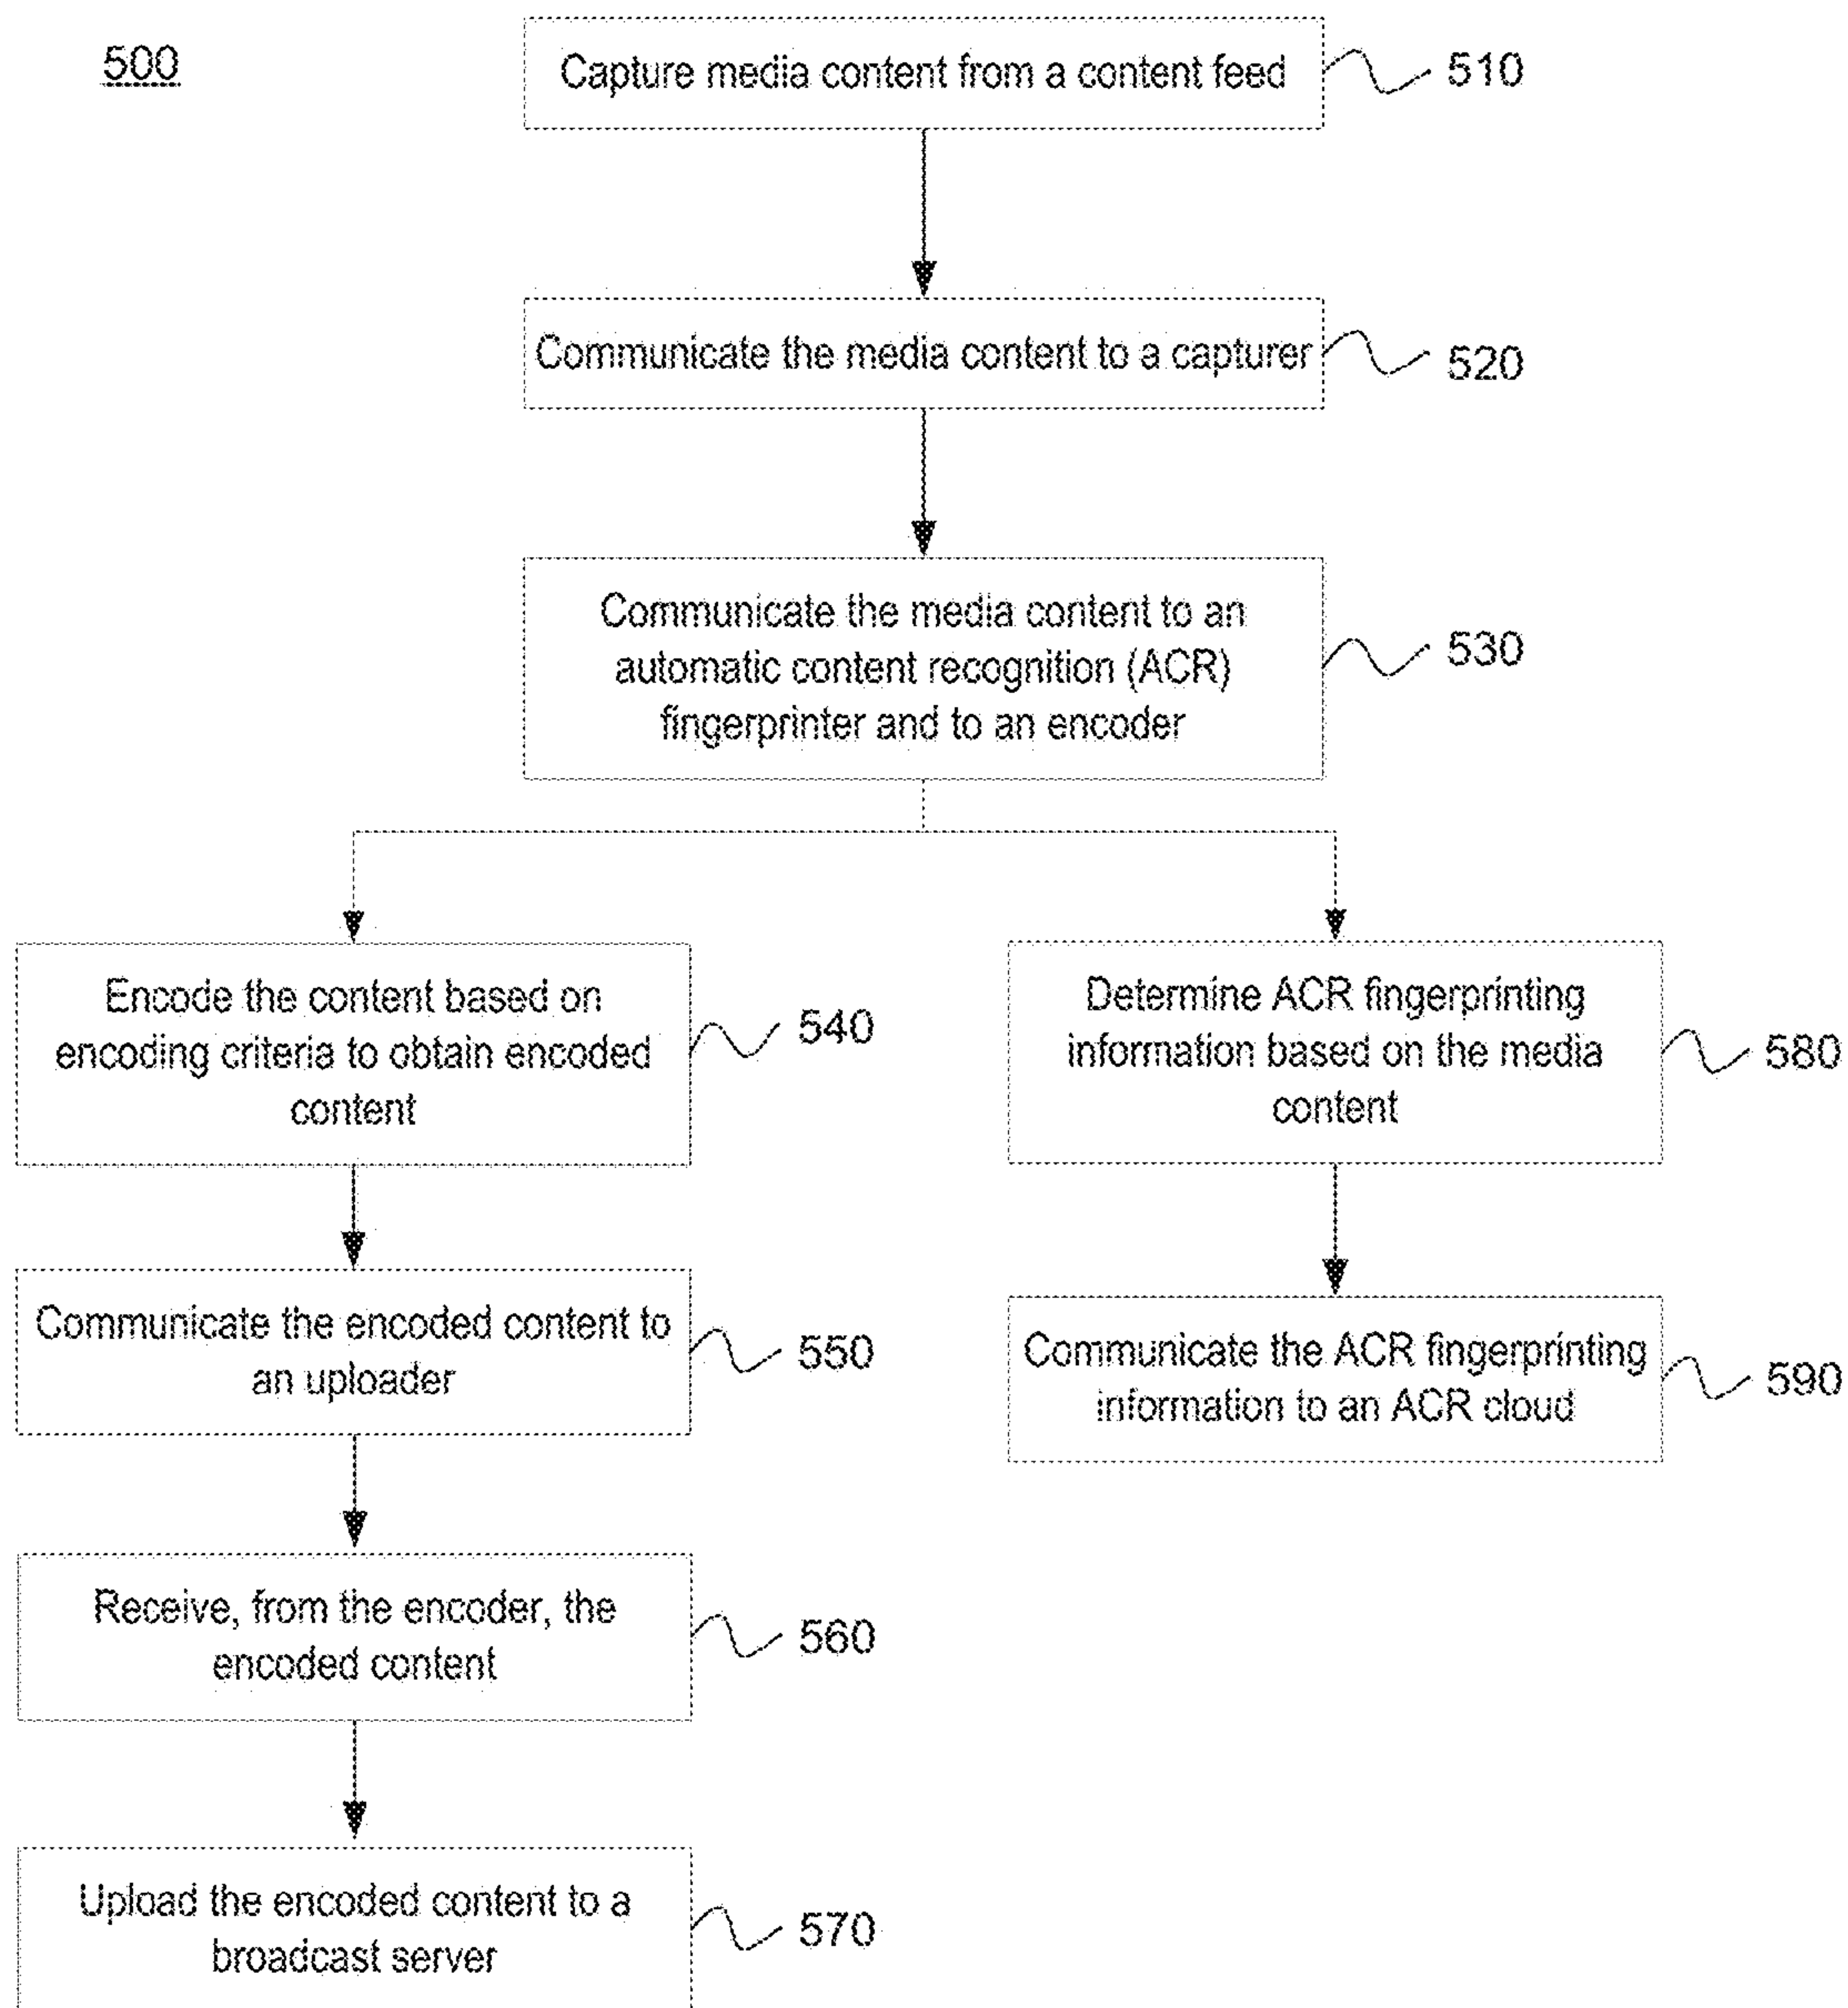 500
Capture media content from a content feed
510
Communicate the media content to a capturer
520
Communicate the media content to an
automatic content recognition (ACR)
fingerprinter and to an encoder
530
Encode the content based on
encoding criteria to obtain encoded
content
540
Communicate the encoded content to
an uploader
550
Receive, from the encoder, the
encoded content
560
Upload the encoded content to a
broadcast server
570
Determine ACR fingerprinting
information based on the media
content
580
Communicate the ACR fingerprinting
information to an ACR cloud
590